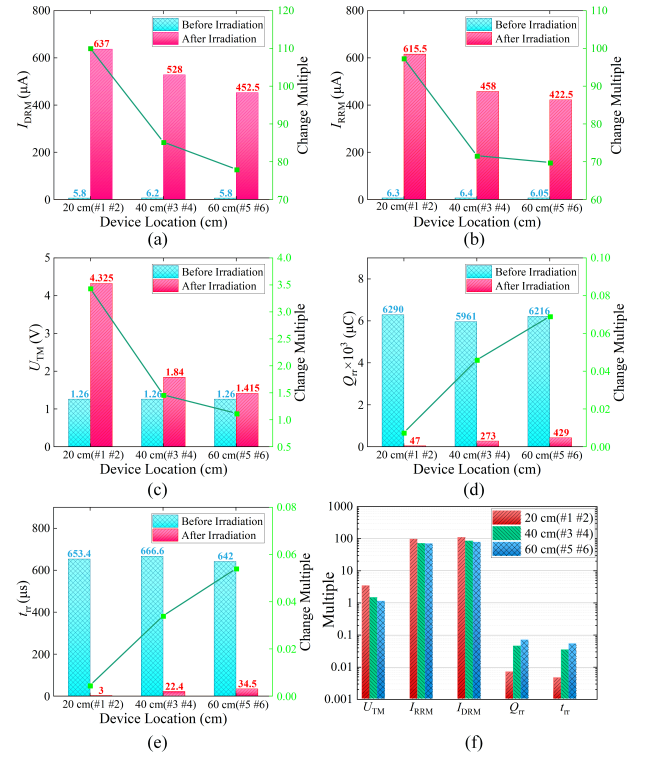 800
600
400
200
0
I_DRM (μA)
Before Irradiation
After Irradiation
637
528
452.5
5.8
6.2
5.8
120
110
100
90
80
70
Change Multiple
20 cm(#1 #2) 40 cm(#3 #4) 60 cm(#5 #6)
Device Location (cm)
(a)
800
600
400
200
0
I_RRM (μA)
Before Irradiation
After Irradiation
615.5
458
422.5
6.3
6.4
6.05
110
100
90
80
70
60
Change Multiple
20 cm(#1 #2) 40 cm(#3 #4) 60 cm(#5 #6)
Device Location (cm)
(b)
5
4
3
2
1
0
U_TM (V)
Before Irradiation
After Irradiation
4.325
1.84
1.415
1.26
1.26
1.26
4.0
3.5
3.0
2.5
2.0
1.5
1.0
0.5
Change Multiple
20 cm(#1 #2) 40 cm(#3 #4) 60 cm(#5 #6)
Device Location (cm)
(c)
8
6
4
2
0
Q_rr×10³ (μC)
Before Irradiation
After Irradiation
6290
5961
6216
47
273
429
0.10
0.08
0.06
0.04
0.02
0.00
Change Multiple
20 cm(#1 #2) 40 cm(#3 #4) 60 cm(#5 #6)
Device Location (cm)
(d)
800
600
400
200
0
t_rr (μs)
Before Irradiation
After Irradiation
653.4
666.6
642
3
22.4
34.5
0.08
0.06
0.04
0.02
0.00
Change Multiple
20 cm(#1 #2) 40 cm(#3 #4) 60 cm(#5 #6)
Device Location (cm)
(e)
1000
100
10
1
0.1
0.01
0.001
Multiple
20 cm(#1 #2)
40 cm(#3 #4)
60 cm(#5 #6)
U_TM I_RRM I_DRM Q_rr t_rr
(f)